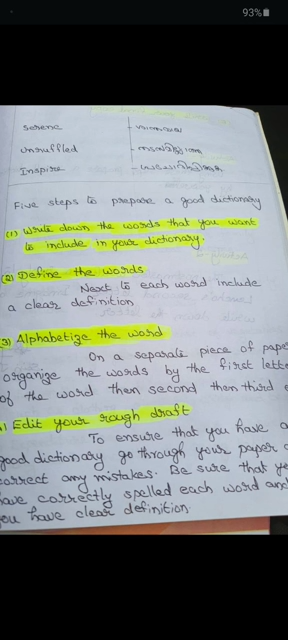 93%
serene
unruffled
Inspire
Five steps to prepare a good dictionary
(1) Write down the words that you want
to include in your dictionary.
(2) Define the words
Next to each word include
a clear definition
(3) Alphabetize the word
On a separate piece of pape
organize the words by the first lette
of the word then second then third
Edit your rough draft
To ensure that you have a
good dictionary go through your paper
correct any mistakes. Be sure that
have correctly spelled each word and
you have clear definition.